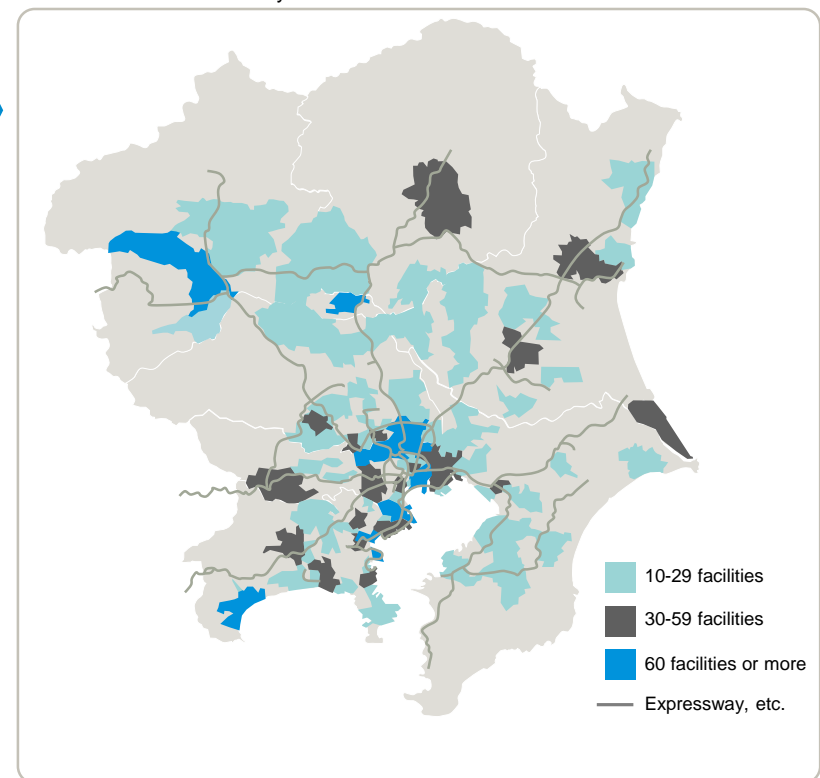 10-29 facilities
30-59 facilities
60 facilities or more
Expressway, etc.